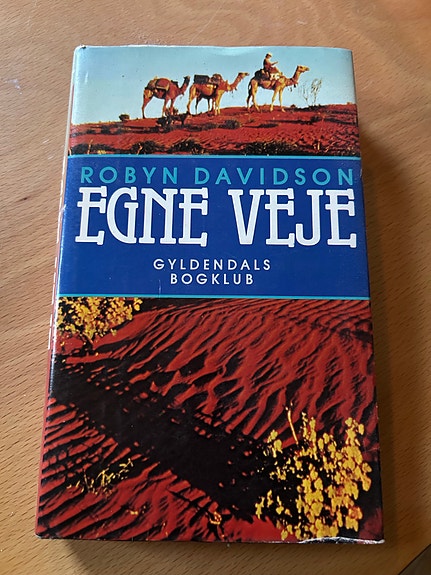 ROBYN DAVIDSON
EGNE VEJE
GYLDENDALS
BOGKLUB